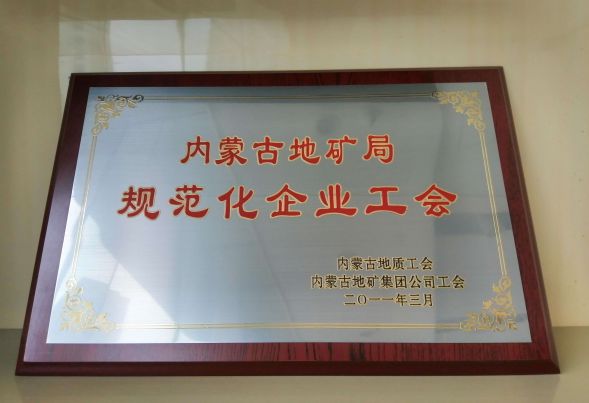 内蒙古地矿局
规范化企业工会
内蒙古地质工会
内蒙古地矿集团公司工会
二〇一一年三月